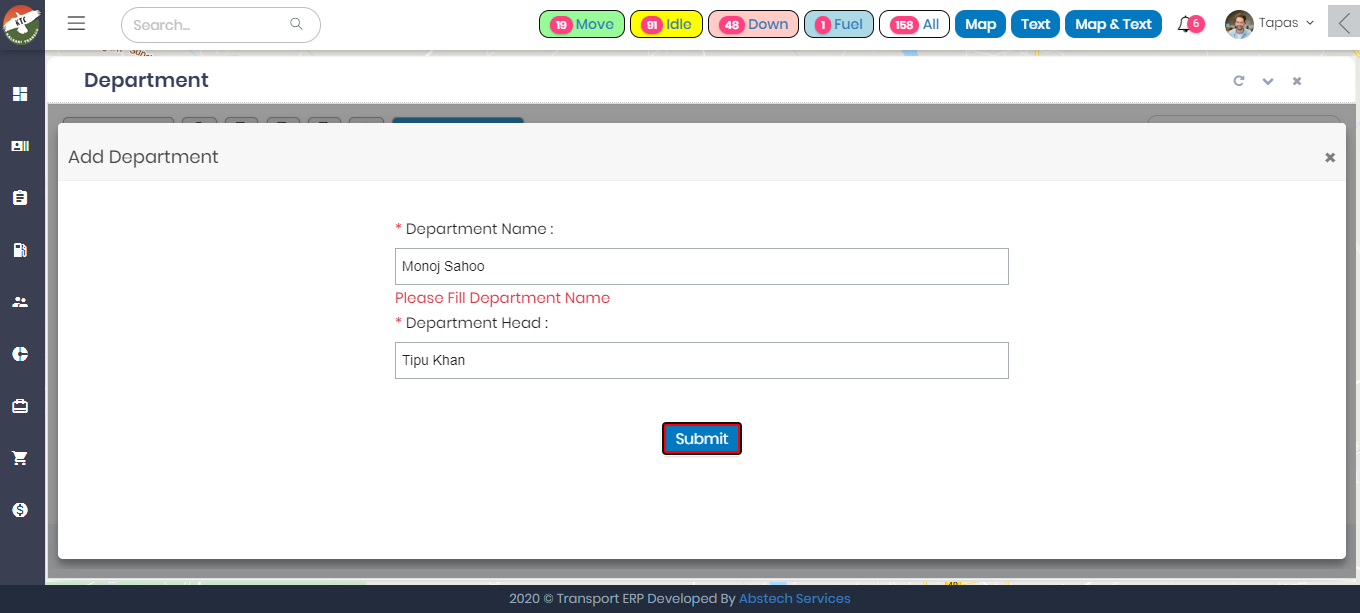 KTC
Search...
19 Move
91 Idle
48 Down
1 Fuel
158 All
Map
Text
Map & Text
6
Tapas
Department
Add Department
* Department Name :
Monoj Sahoo
Please Fill Department Name
* Department Head :
Tipu Khan
Submit
2020 © Transport ERP Developed By Abstech Services